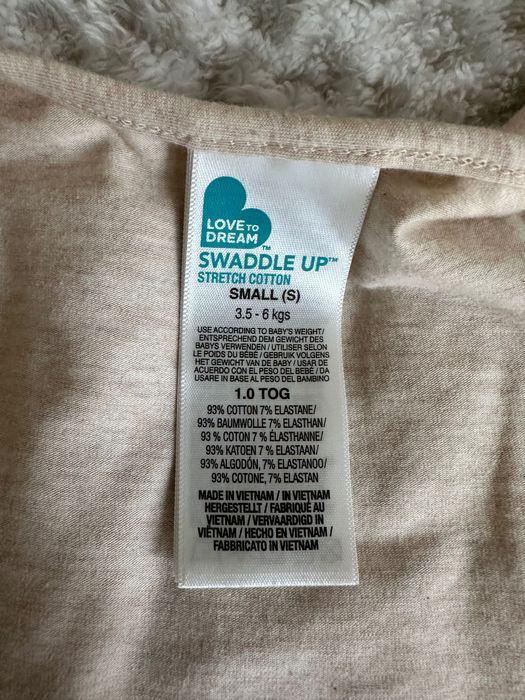 LOVE TO
DREAM™
SWADDLE UP™
STRETCH COTTON
SMALL (S)
3.5 - 6 kgs
USE ACCORDING TO BABY'S WEIGHT/
ENTSPRECHEND DEM GEWICHT DES
BABYS VERWENDEN / UTILISER SELON
LE POIDS DU BÉBÉ / GEBRUIK VOLGENS
HET GEWICHT VAN DE BABY / USAR DE
ACUERDO CON EL PESO DEL BEBÉ / DA
USARE IN BASE AL PESO DEL BAMBINO
1.0 TOG
93% COTTON 7% ELASTANE/
93% BAUMWOLLE 7% ELASTHAN/
93 % COTON 7 % ÉLASTHANNE/
93% KATOEN 7% ELASTAAN/
93% ALGODÓN, 7% ELASTANOO/
93% COTONE, 7% ELASTAN
MADE IN VIETNAM / IN VIETNAM
HERGESTELLT / FABRIQUÉ AU
VIETNAM / VERVAARDIGD IN
VIËTNAM / HECHO EN VIETNAM /
FABBRICATO IN VIETNAM